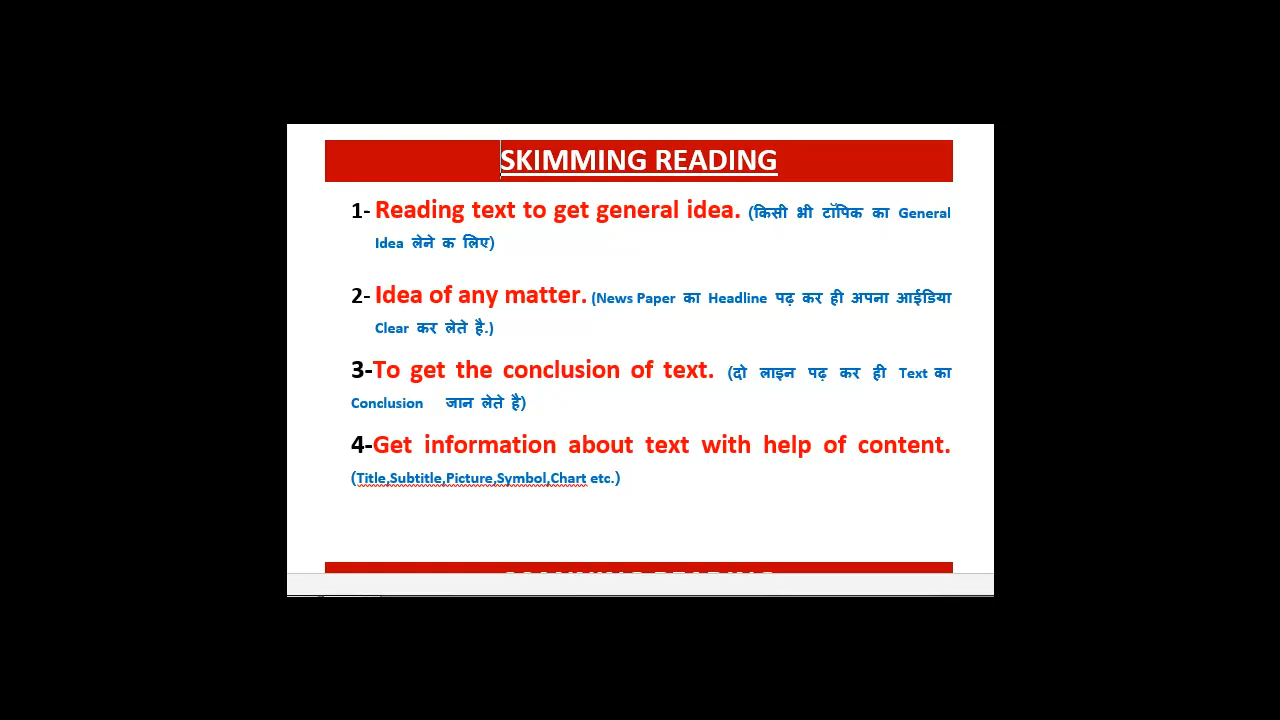 SKIMMING READING
1- Reading text to get general idea. (किसी भी टॉपिक का General
Idea लेने क लिए)
2- Idea of any matter. (News Paper का Headline पढ़ कर ही अपना आईडिया
Clear कर लेते है.)
3-To get the conclusion of text. (दो लाइन पढ़ कर ही Text का
Conclusion जान लेते है)
4-Get information about text with help of content.
(Title,Subtitle,Picture,Symbol,Chart etc.)
SCANNING READING